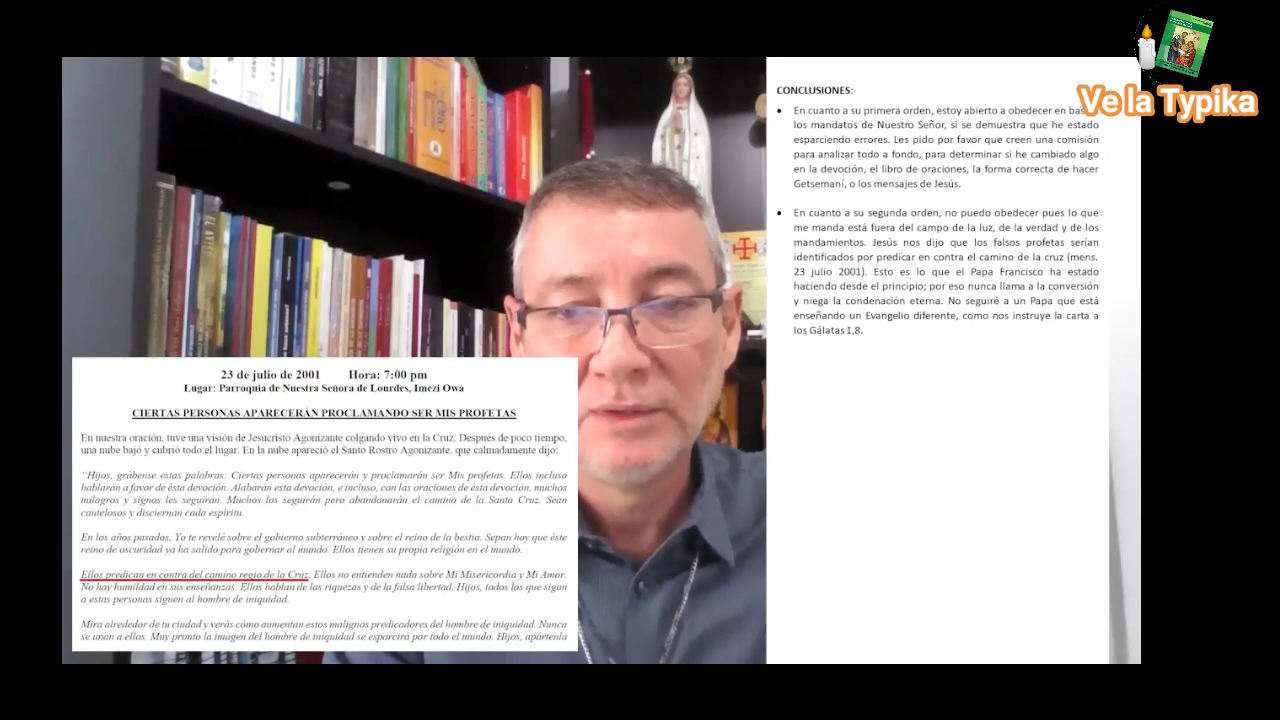 Ve la Typika
CONCLUSIONES:
• En cuanto a su primera orden, estoy abierto a obedecer en
los mandatos de Nuestro Señor, si se demuestra que he estado
esparciendo errores. Les pido por favor que creen una comisión
para analizar todo a fondo, para determinar si he cambiado algo
en la devoción, el libro de oraciones, la forma correcta de hacer
Getsemaní, o los mensajes de Jesús.
• En cuanto a su segunda orden, no puedo obedecer pues lo que
me manda está fuera del campo de la luz, de la verdad y de los
mandamientos. Jesús nos dijo que los falsos profetas serían
identificados por predicar en contra el camino de la cruz (mens.
23 julio 2001). Esto es lo que el Papa Francisco ha estado
haciendo desde el principio; por eso nunca llama a la conversión
y niega la condenación eterna. No seguiré a un Papa que está
enseñando un Evangelio diferente, como nos instruye la carta a
los Gálatas 1,8.
23 de julio de 2001 Hora: 7:00 pm
Lugar: Parroquia de Nuestra Señora de Lourdes, Imezi Owa
CIERTAS PERSONAS APARECERÁN PROCLAMANDO SER MIS PROFETAS
En nuestra oración, tuve una visión de Jesucristo Agonizante colgando vivo en la Cruz. Después de poco tiempo,
una nube bajó y cubrió todo el lugar. En la nube apareció el Santo Rostro Agonizante, que calmadamente dijo:
"Hijos, grábense estas palabras: Ciertas personas aparecerán y proclamarán ser Mis profetas. Ellos incluso
hablarán a favor de ésta devoción. Alabarán esta devoción, e incluso, con las oraciones de ésta devoción, muchos
milagros y signos les seguirán. Muchos los seguirán pero abandonarán el camino de la Santa Cruz. Sean
cautelosos y disciernan cada espíritu.
En los años pasados, Yo te revelé sobre el gobierno subterráneo y sobre el reino de la bestia. Sepan hoy que éste
reino de oscuridad ya ha salido para gobernar al mundo. Ellos tienen su propia religión en el mundo.
Ellos predican en contra del camino regio de la Cruz. Ellos no entienden nada sobre Mi Misericordia y Mi Amor.
No hay humildad en sus enseñanzas. Ellos hablan de las riquezas y de la falsa libertad. Hijos, todos los que sigan
a estas personas siguen al hombre de iniquidad.
Mira alrededor de tu ciudad y verás cómo aumentan estos malignos predicadores del hombre de iniquidad. Nunca
se unan a ellos. Muy pronto la imagen del hombre de iniquidad se esparcirá por todo el mundo. Hijos, apártenla